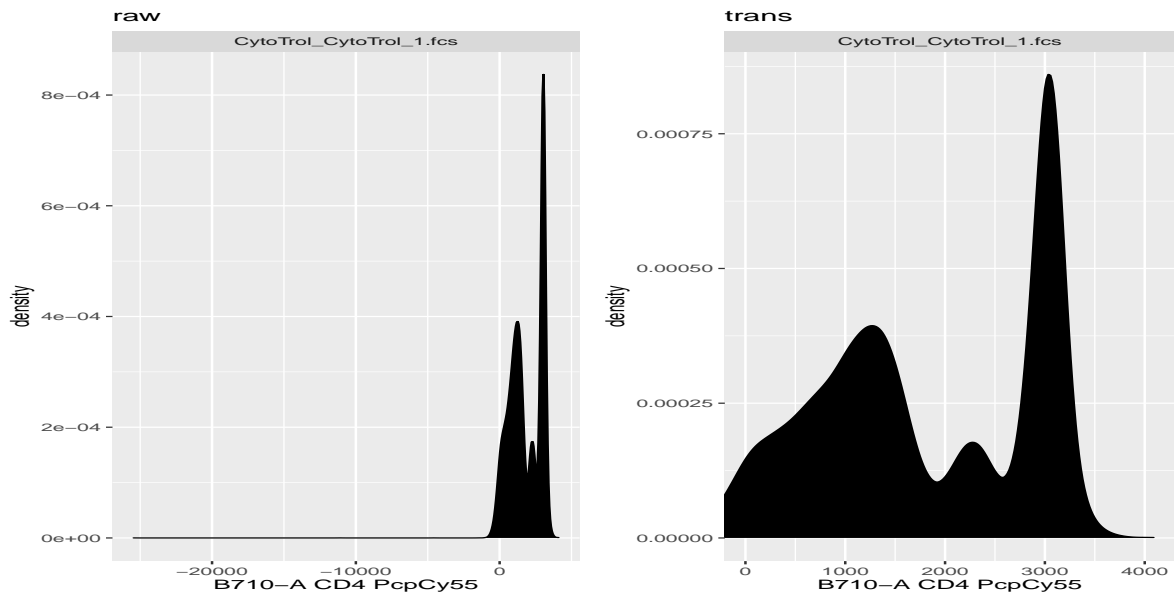 raw
CytoTrol_CytoTrol_1.fcs
8e−04
6e−04
4e−04
2e−04
0e+00
density
−20000
−10000
0
B710−A CD4 PcpCy55
trans
CytoTrol_CytoTrol_1.fcs
0.00075
0.00050
0.00025
0.00000
density
0
1000
2000
3000
4000
B710−A CD4 PcpCy55